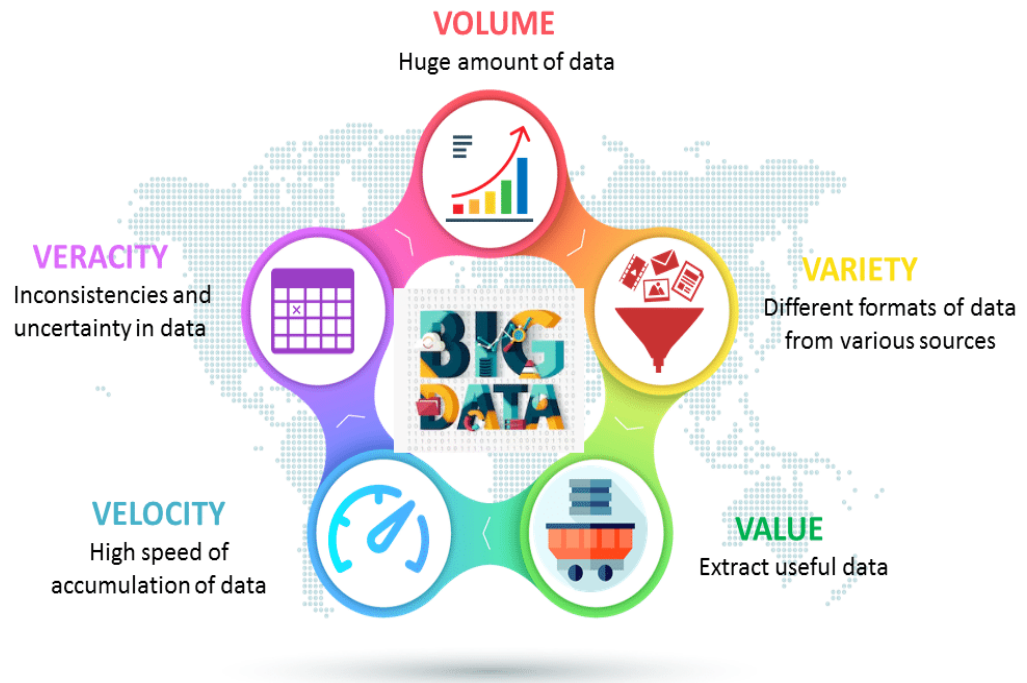 VOLUME
Huge amount of data
VERACITY
Inconsistencies and
uncertainty in data
VARIETY
Different formats of data
from various sources
BIG
DATA
VELOCITY
High speed of
accumulation of data
VALUE
Extract useful data